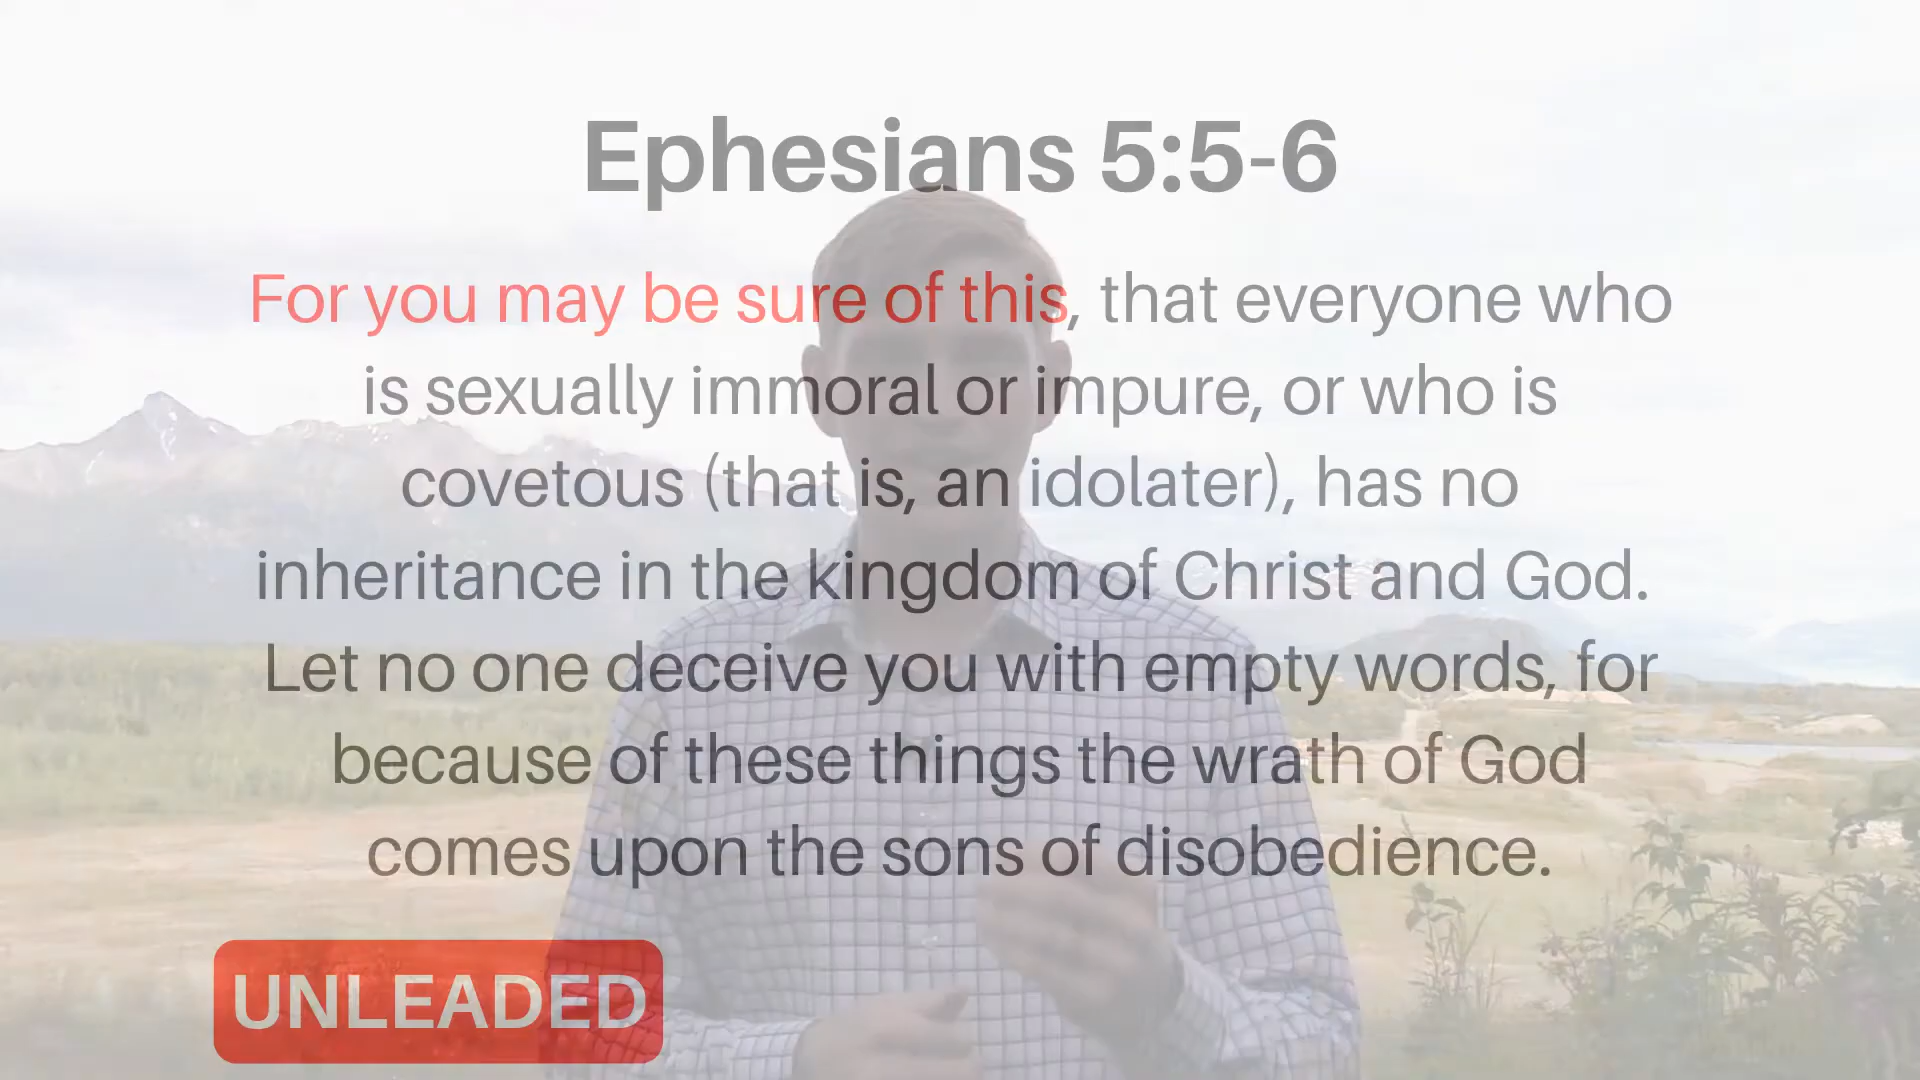 Ephesians 5:5-6
For you may be sure of this, that everyone who
is sexually immoral or impure, or who is
covetous (that is, an idolater), has no
inheritance in the kingdom of Christ and God.
Let no one deceive you with empty words, for
because of these things the wrath of God
comes upon the sons of disobedience.
UNLEADED